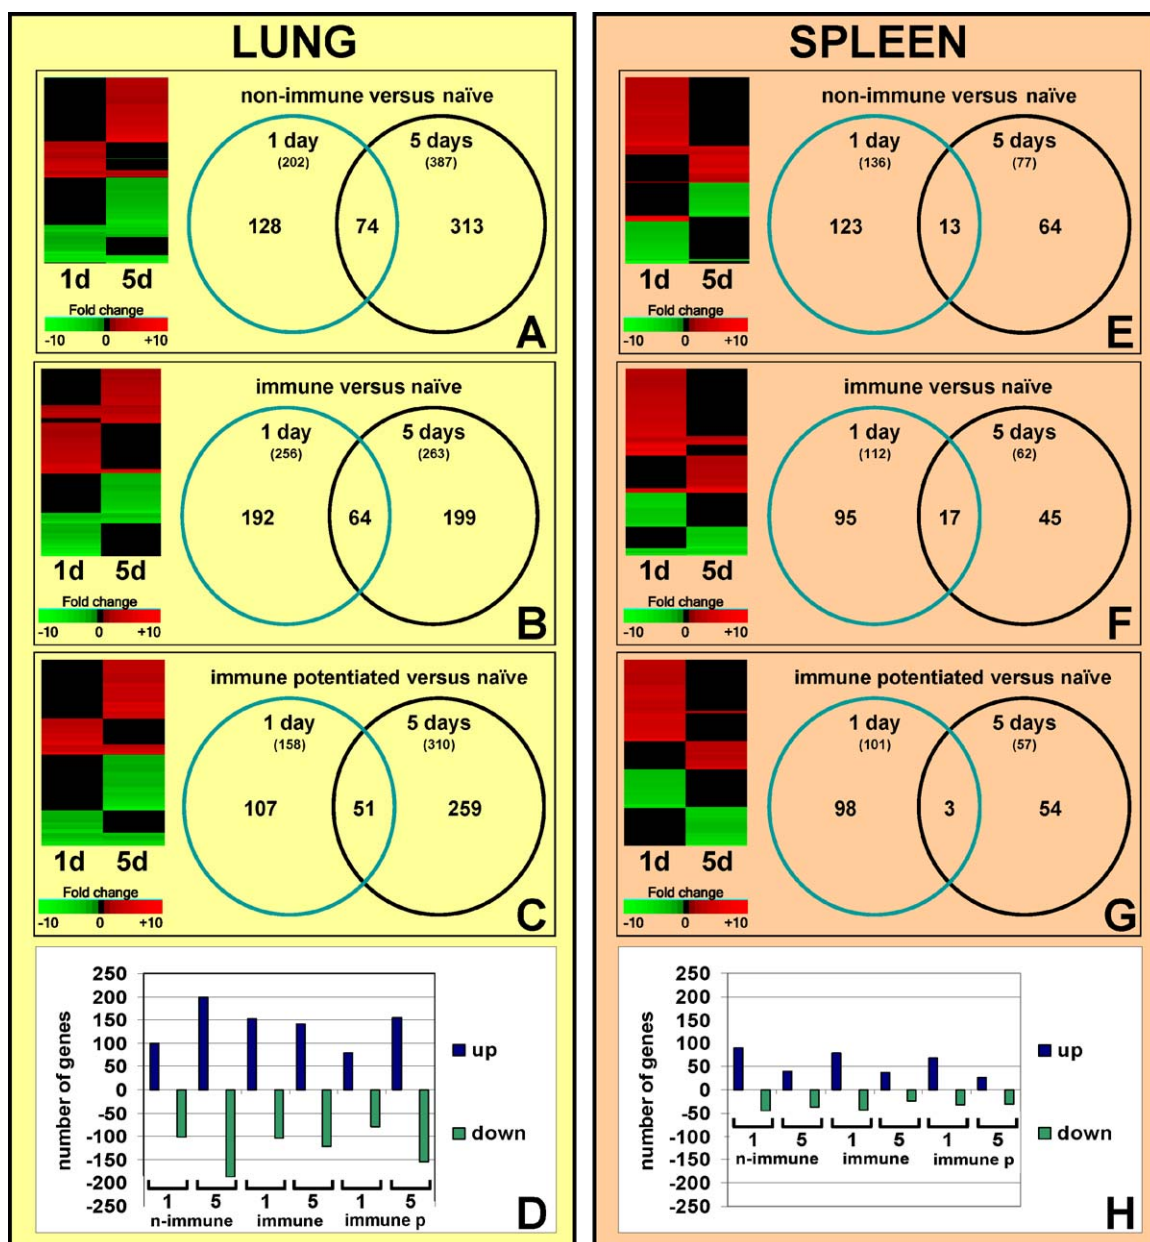 LUNG
non-immune versus naïve
1 day
(202)
5 days
(387)
128
74
313
1d 5d
Fold change
-10 0 +10
A
immune versus naïve
1 day
(256)
5 days
(263)
192
64
199
1d 5d
Fold change
-10 0 +10
B
immune potentiated versus naïve
1 day
(158)
5 days
(310)
107
51
259
1d 5d
Fold change
-10 0 +10
C
number of genes
250
200
150
100
50
0
-50
-100
-150
-200
-250
1 5 1 5 1 5
n-immune immune immune p
up
down
D
SPLEEN
non-immune versus naïve
1 day
(136)
5 days
(77)
123
13
64
1d 5d
Fold change
-10 0 +10
E
immune versus naïve
1 day
(112)
5 days
(62)
95
17
45
1d 5d
Fold change
-10 0 +10
F
immune potentiated versus naïve
1 day
(101)
5 days
(57)
98
3
54
1d 5d
Fold change
-10 0 +10
G
number of genes
250
200
150
100
50
0
-50
-100
-150
-200
-250
1 5 1 5 1 5
n-immune immune immune p
up
down
H